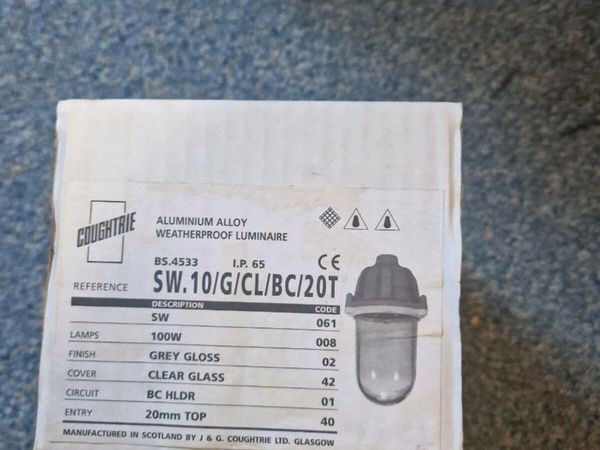 COUGHTRIE
ALUMINIUM ALLOY
WEATHERPROOF LUMINAIRE
BS.4533 I.P. 65 CE
REFERENCE SW.10/G/CL/BC/20T
DESCRIPTION CODE
SW 061
LAMPS 100W 008
FINISH GREY GLOSS 02
COVER CLEAR GLASS 42
CIRCUIT BC HLDR 01
ENTRY 20mm TOP 40
MANUFACTURED IN SCOTLAND BY J & G. COUGHTRIE LTD. GLASGOW